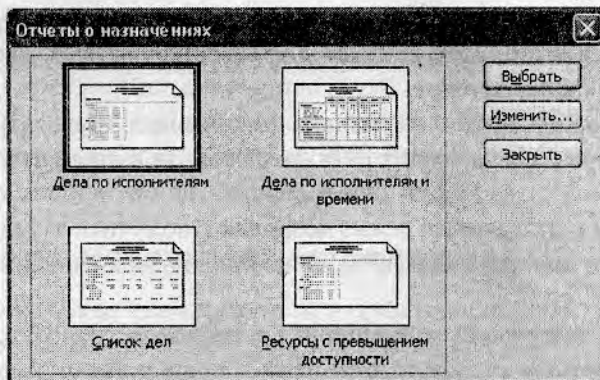 Отчеты о назначениях
Выбрать
Изменить...
Закрыть
Дела по исполнителям
Дела по исполнителям и
времени
Список дел
Ресурсы с превышением
доступности